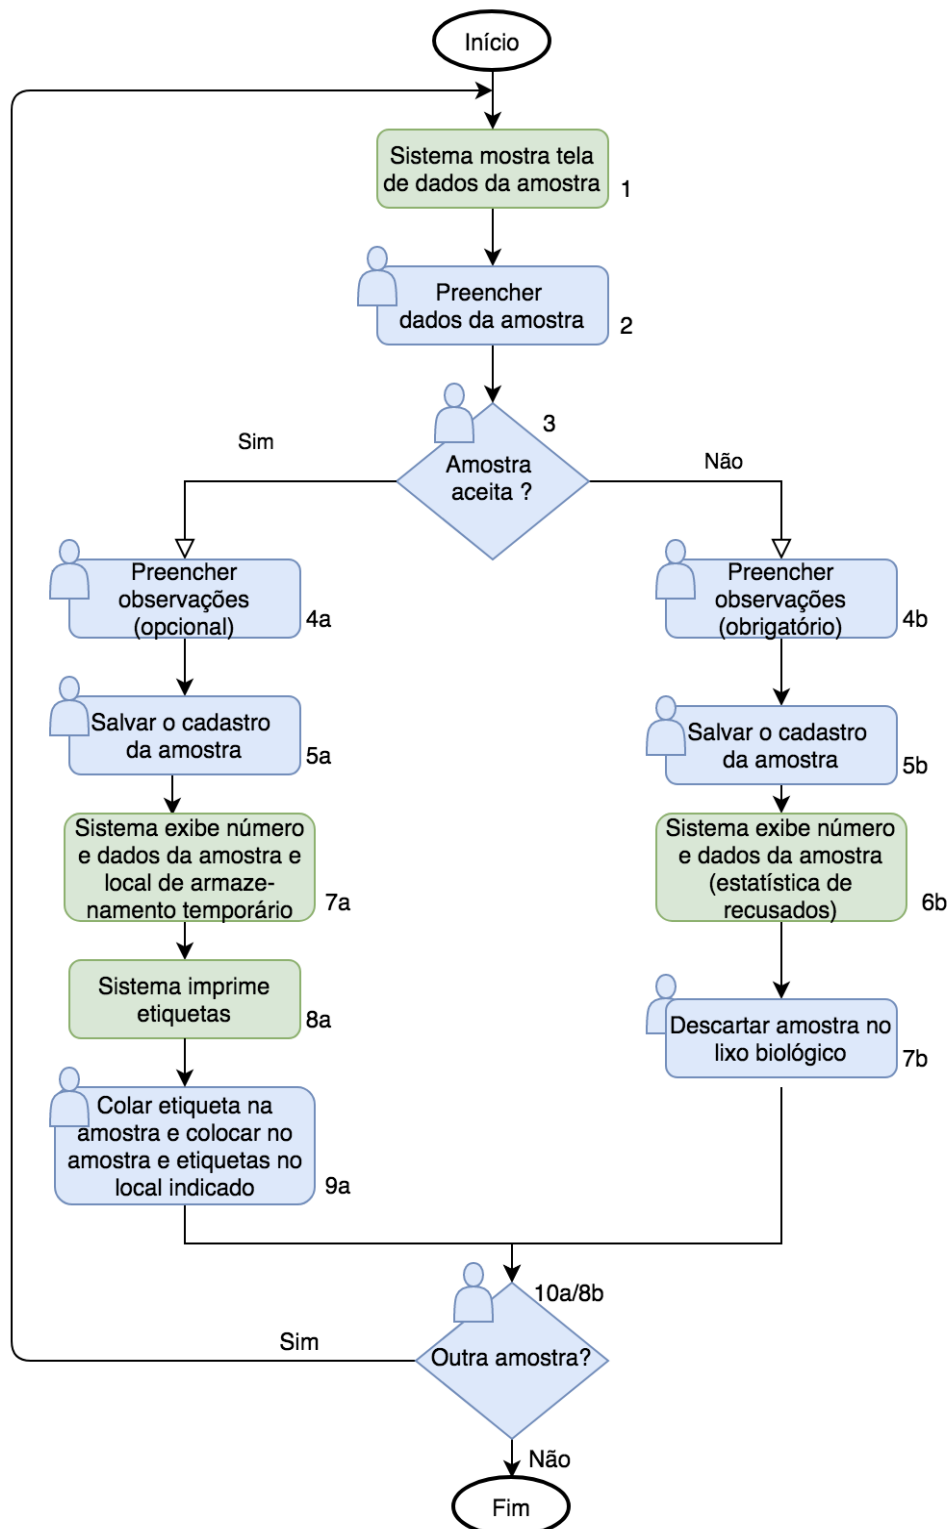 Início
Sistema mostra tela
de dados da amostra
1
Preencher
dados da amostra
2
3
Amostra
aceita ?
Sim
Não
Preencher
observações
(opcional)
4a
Salvar o cadastro
da amostra
5a
Sistema exibe número
e dados da amostra e
local de armaze-
namento temporário
7a
Sistema imprime
etiquetas
8a
Colar etiqueta na
amostra e colocar no
amostra e etiquetas no
local indicado
9a
Preencher
observações
(obrigatório)
4b
Salvar o cadastro
da amostra
5b
Sistema exibe número
e dados da amostra
(estatística de
recusados)
6b
Descartar amostra no
lixo biológico
7b
10a/8b
Outra amostra?
Sim
Não
Fim